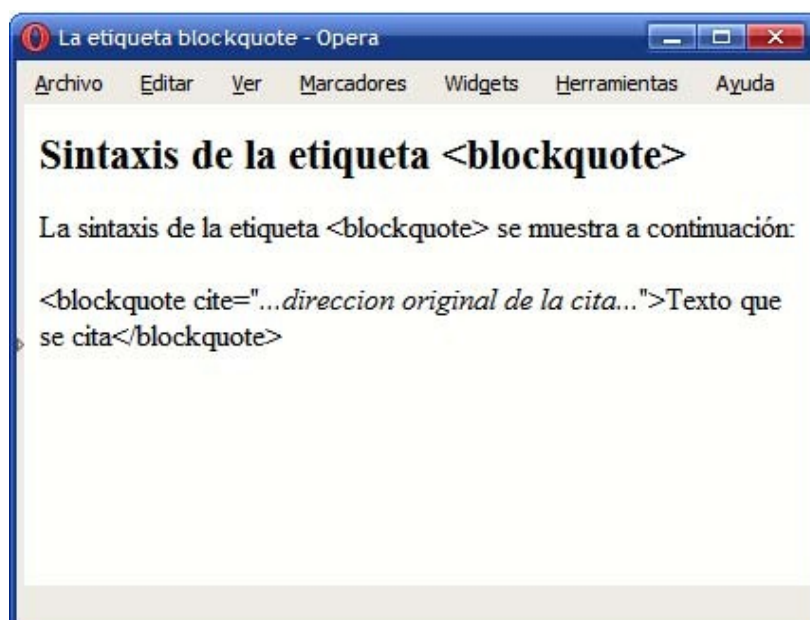 La etiqueta blockquote - Opera
Archivo Editar Ver Marcadores Widgets Herramientas Ayuda
Sintaxis de la etiqueta <blockquote>
La sintaxis de la etiqueta <blockquote> se muestra a continuación:
<blockquote cite="...direccion original de la cita...">Texto que
se cita</blockquote>